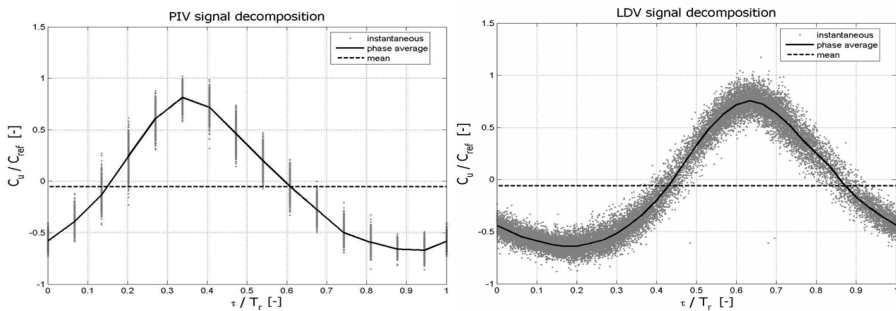 PIV signal decomposition
instantaneous
phase average
mean
1.5
1
0.5
0
-0.5
-1
C_u / C_ref [-]
0 0.1 0.2 0.3 0.4 0.5 0.6 0.7 0.8 0.9 1
τ / T_r [-]
LDV signal decomposition
instantaneous
phase average
mean
1.5
1
0.5
0
-0.5
-1
C_u / C_ref [-]
0 0.1 0.2 0.3 0.4 0.5 0.6 0.7 0.8 0.9 1
τ / T_r [-]